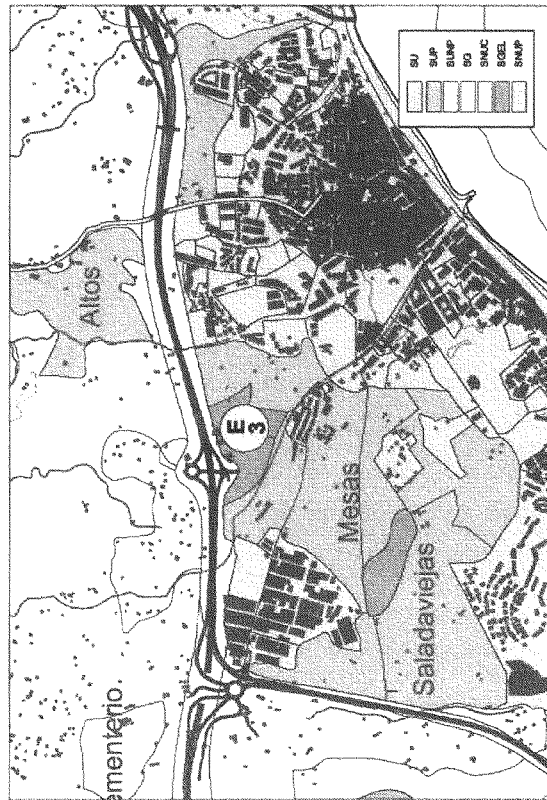 SU
SUP
SUNP
SG
SNUC
SGEL
SNUP
Altos
E
3
Mesas
Saladaviejas
ementerio.